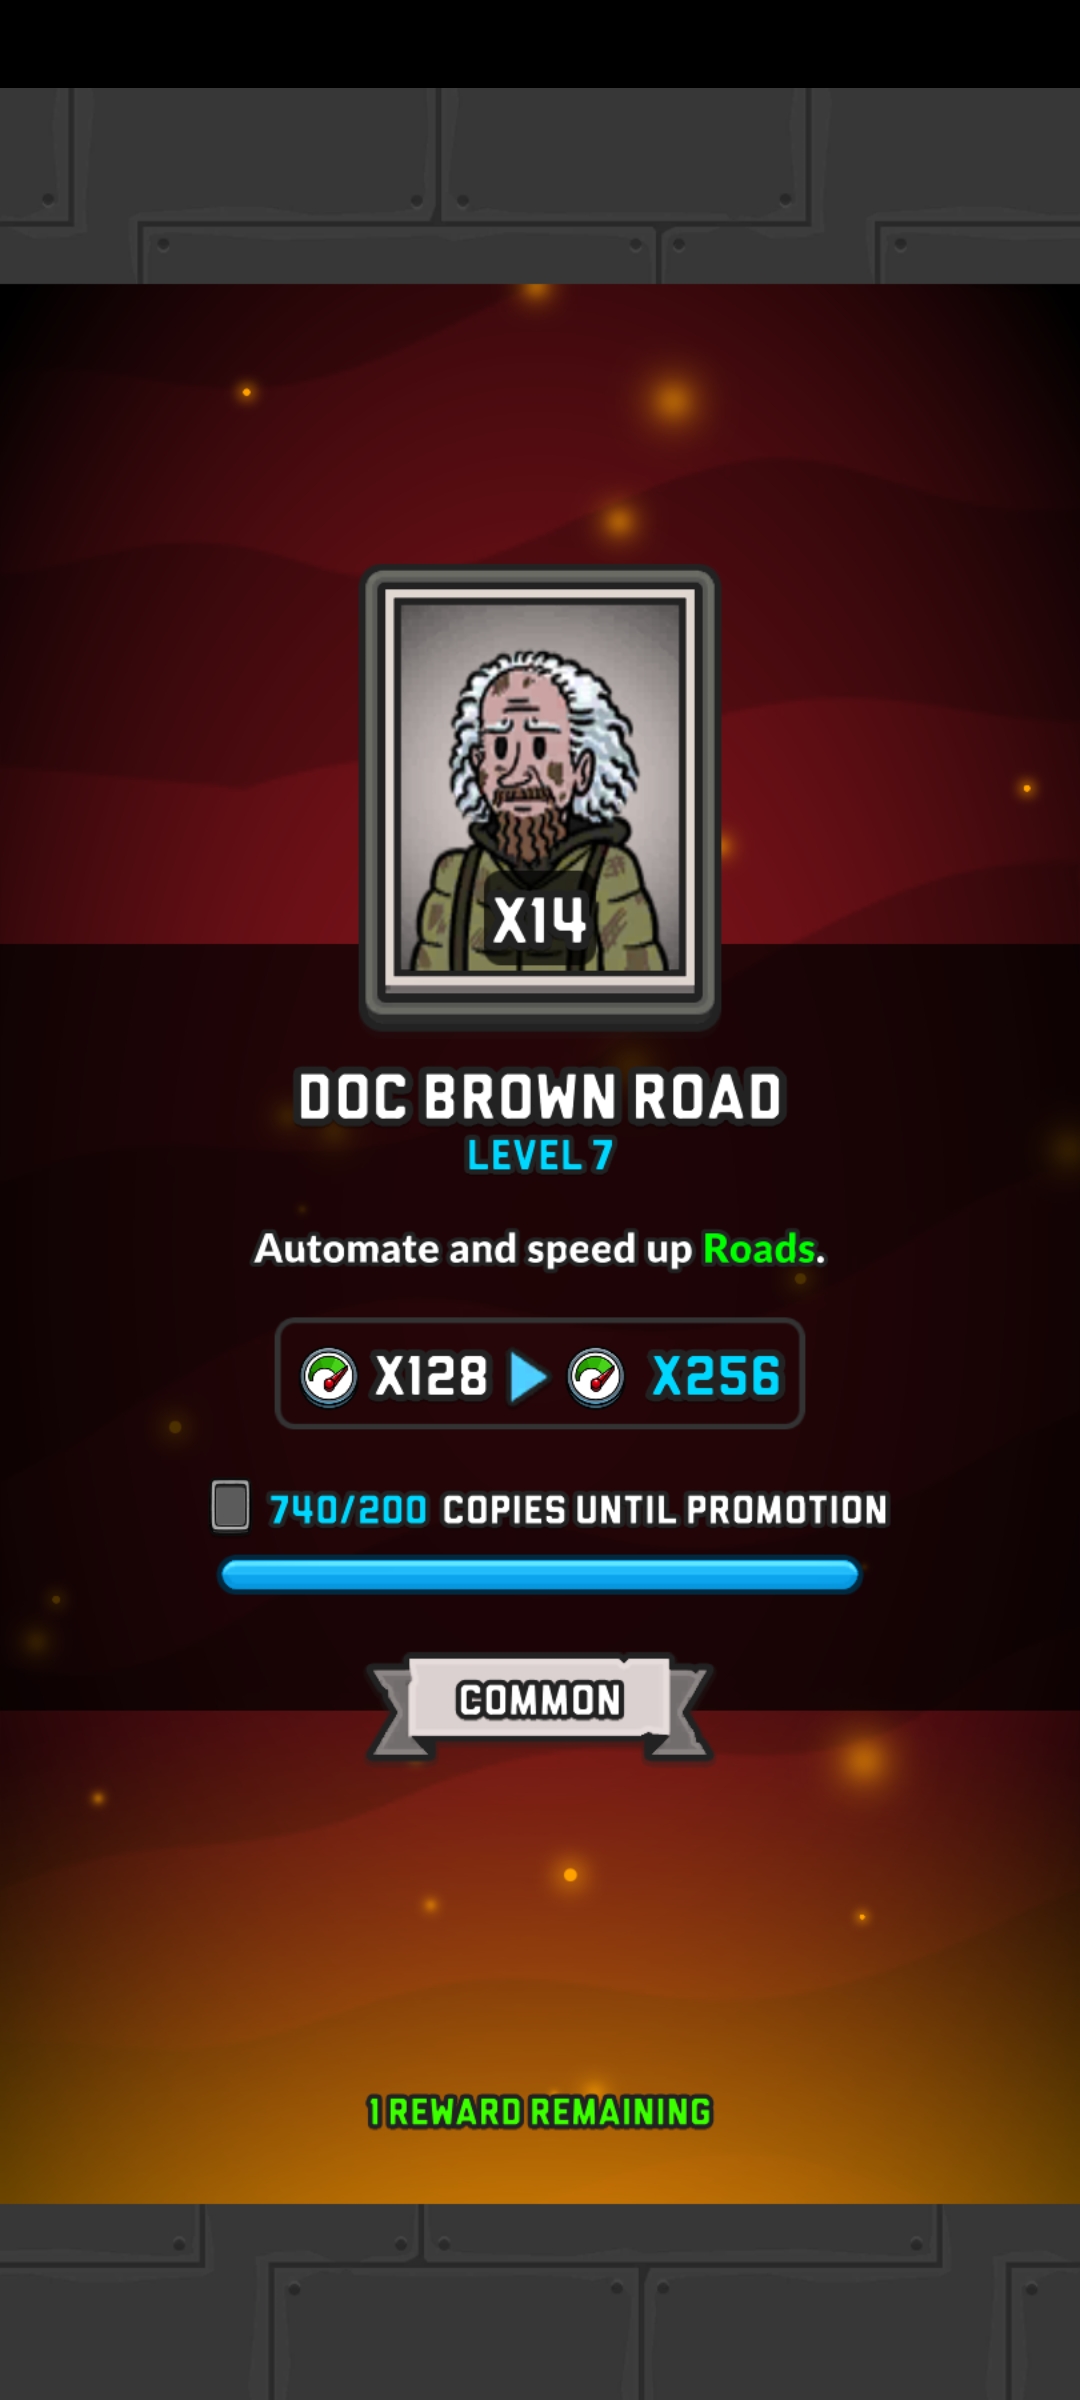 X14
DOC BROWN ROAD
LEVEL 7
Automate and speed up Roads.
X128 X256
740/200 COPIES UNTIL PROMOTION
COMMON
1 REWARD REMAINING